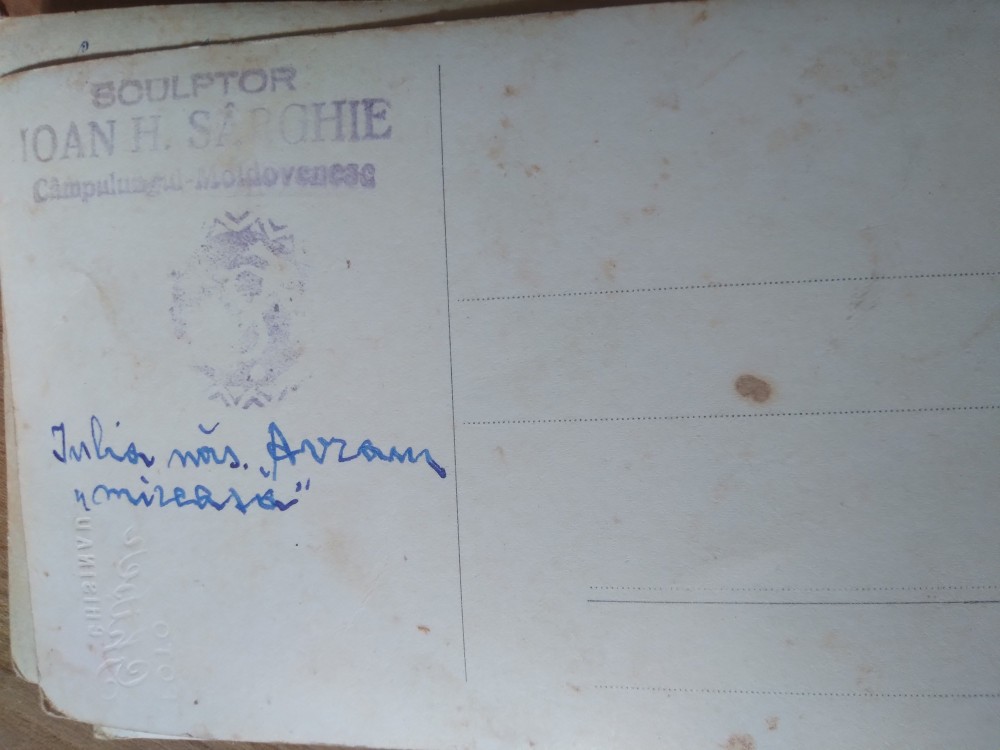 SCULPTOR
IOAN H. SÂRGHIE
Câmpulungul-Moldovenesc
Iulia năs. Avram
„mireasă"